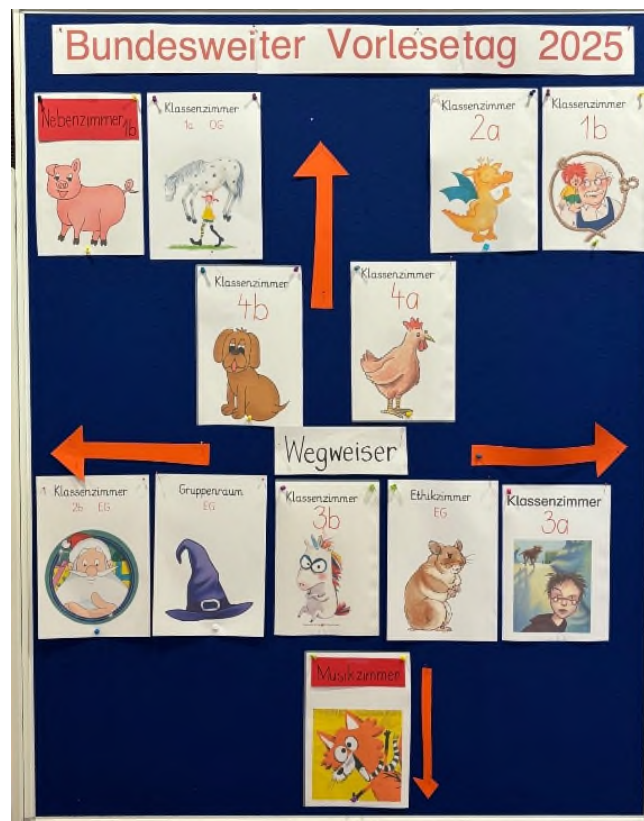 Bundesweiter Vorlesetag 2025
Nebenzimmer 1b
Klassenzimmer
1a OG
Klassenzimmer
2a
Klassenzimmer
1b
Klassenzimmer
4b
Klassenzimmer
4a
Wegweiser
Klassenzimmer
2b EG
Gruppenraum
EG
Klassenzimmer
3b
Ethikzimmer
EG
Klassenzimmer
3a
Musikzimmer